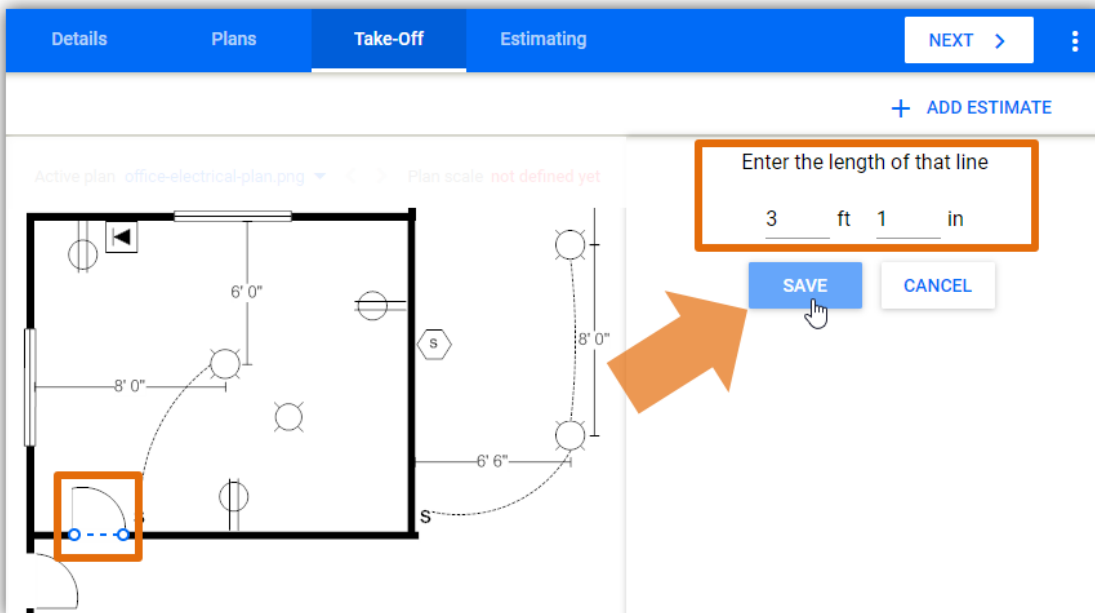 Details Plans Take-Off Estimating NEXT
ADD ESTIMATE
Active plan office-electrical-plan.png Plan scale not defined yet
Enter the length of that line
3 ft 1 in
SAVE CANCEL
6' 0"
S
8' 0"
8' 0"
6' 6"
S
S